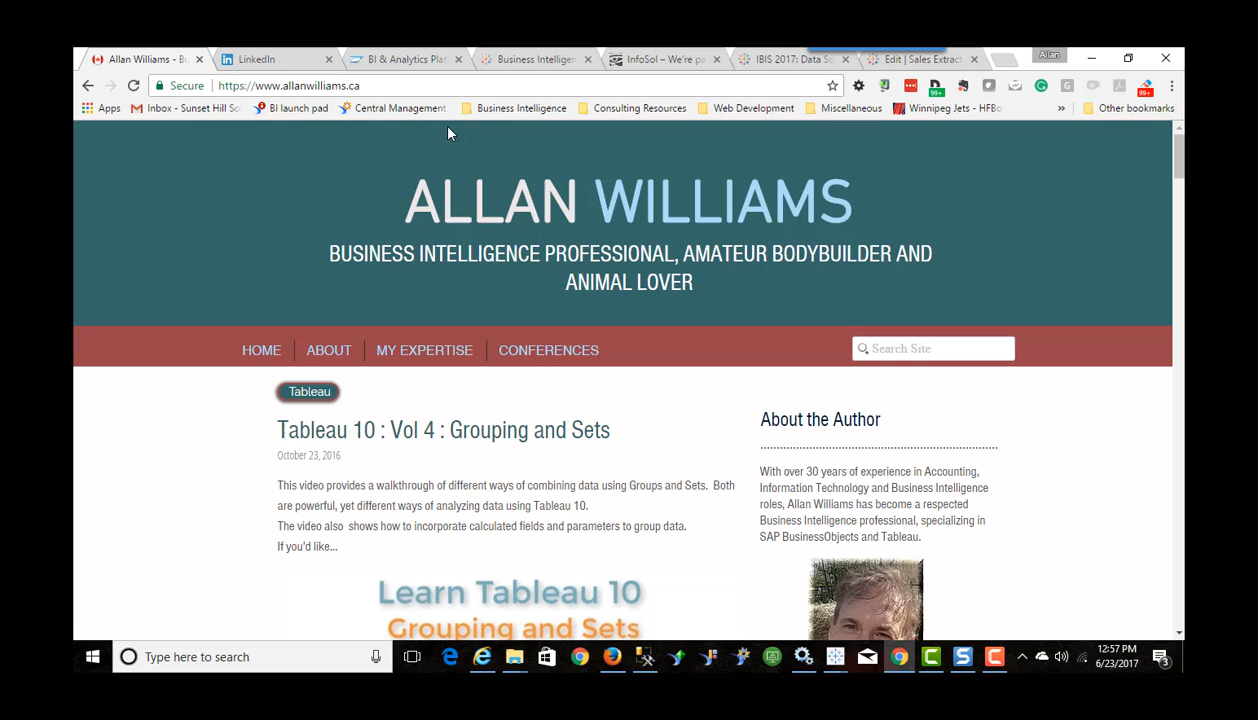 Allan Williams - Bu
LinkedIn
BI & Analytics Plat
Business Intelligen
InfoSol – We're pa
IBIS 2017: Data Sc
Edit | Sales Extract
Allan
Secure
https://www.allanwilliams.ca
99+
99+
Apps
Inbox - Sunset Hill So
BI launch pad
Central Management
Business Intelligence
Consulting Resources
Web Development
Miscellaneous
Winnipeg Jets - HFBo
»
Other bookmarks
ALLAN WILLIAMS
BUSINESS INTELLIGENCE PROFESSIONAL, AMATEUR BODYBUILDER AND
ANIMAL LOVER
HOME
ABOUT
MY EXPERTISE
CONFERENCES
Search Site
Tableau
Tableau 10 : Vol 4 : Grouping and Sets
October 23, 2016
This video provides a walkthrough of different ways of combining data using Groups and Sets. Both
are powerful, yet different ways of analyzing data using Tableau 10.
The video also shows how to incorporate calculated fields and parameters to group data.
If you'd like...
Learn Tableau 10
Grouping and Sets
About the Author
With over 30 years of experience in Accounting,
Information Technology and Business Intelligence
roles, Allan Williams has become a respected
Business Intelligence professional, specializing in
SAP BusinessObjects and Tableau.
Type here to search
12:57 PM
6/23/2017
3